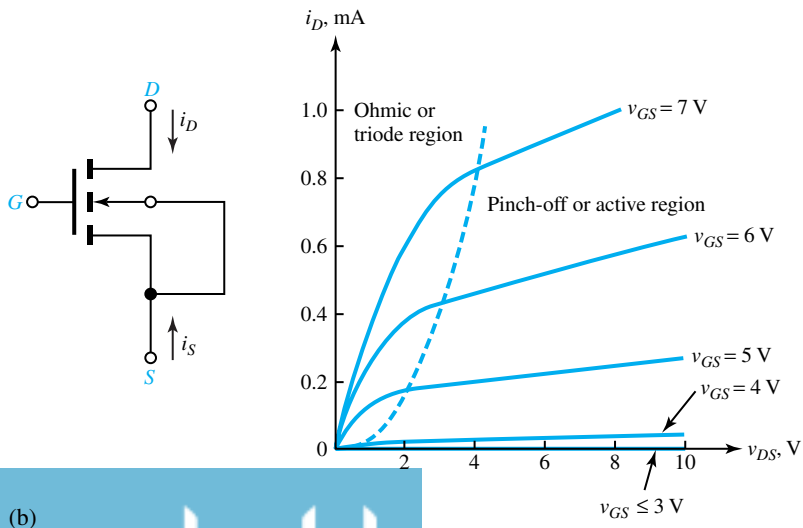 i_D, mA
D
i_D
G
i_S
S
Ohmic or
triode region
Pinch-off or active region
1.0
0.8
0.6
0.4
0.2
0
2
4
6
8
10
v_DS, V
v_GS = 7 V
v_GS = 6 V
v_GS = 5 V
v_GS = 4 V
v_GS ≤ 3 V
(b)